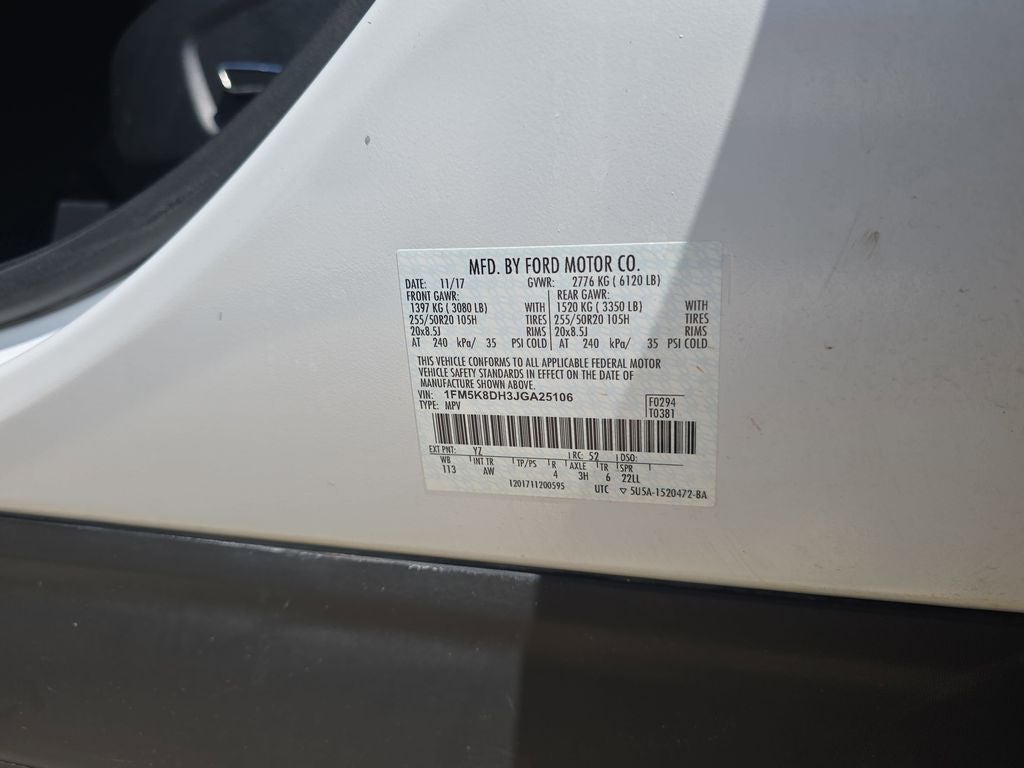 MFD. BY FORD MOTOR CO.
DATE: 11/17 GVWR: 2776 KG ( 6120 LB)
FRONT GAWR: REAR GAWR:
1397 KG ( 3080 LB) WITH 1520 KG ( 3350 LB) WITH
255/50R20 105H TIRES 255/50R20 105H TIRES
20x8.5J RIMS 20x8.5J RIMS
AT 240 kPa/ 35 PSI COLD AT 240 kPa/ 35 PSI COLD
THIS VEHICLE CONFORMS TO ALL APPLICABLE FEDERAL MOTOR
VEHICLE SAFETY STANDARDS IN EFFECT ON THE DATE OF
MANUFACTURE SHOWN ABOVE.
VIN: 1FM5K8DH3JGA25106 F0294
TYPE: MPV T0381
EXT PNT: YZ RC: 52 DSO:
WB INT TR TP/PS R AXLE TR SPR
113 AW 4 3H 6 22LL
1201711200595 UTC ▽ 5U5A-1520472-BA